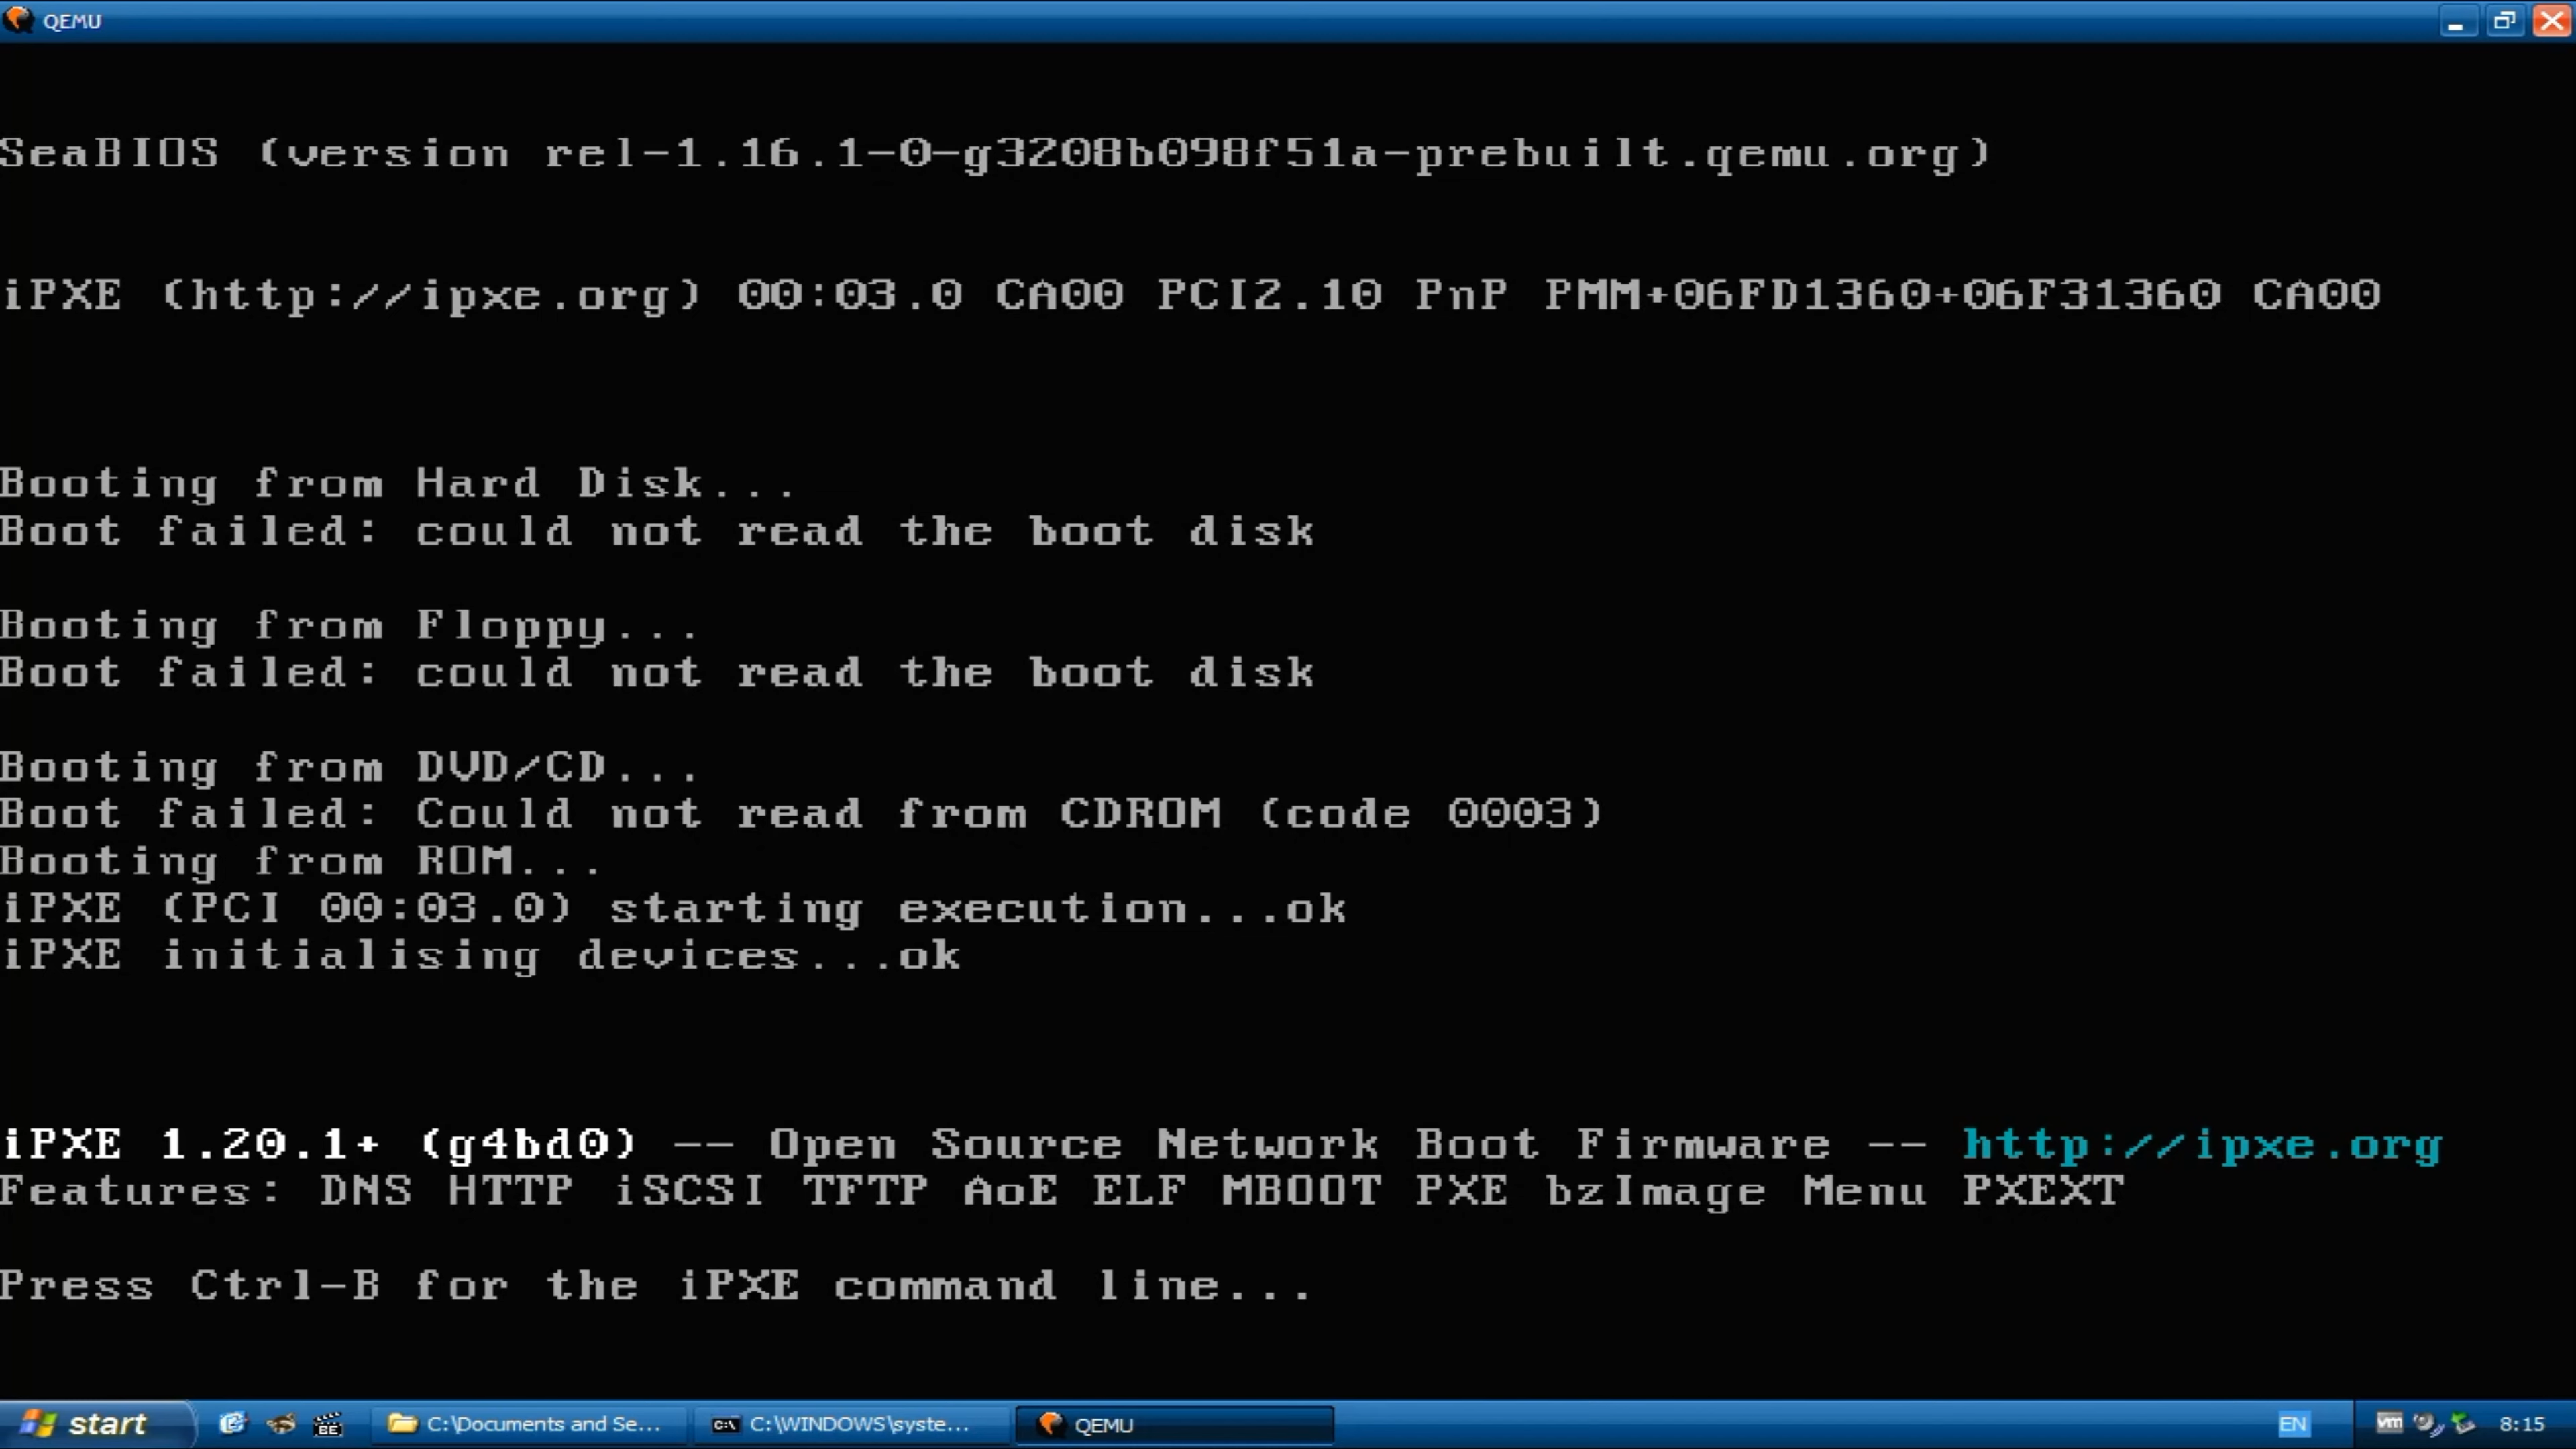 QEMU
SeaBIOS (version rel-1.16.1-0-g3208b098f51a-prebuilt.qemu.org)
iPXE (http://ipxe.org) 00:03.0 CA00 PCI2.10 PnP PMM+06FD1360+06F31360 CA00
Booting from Hard Disk...
Boot failed: could not read the boot disk
Booting from Floppy...
Boot failed: could not read the boot disk
Booting from DVD/CD...
Boot failed: Could not read from CDROM (code 0003)
Booting from ROM...
iPXE (PCI 00:03.0) starting execution...ok
iPXE initialising devices...ok
iPXE 1.20.1+ (g4bd0) -- Open Source Network Boot Firmware -- http://ipxe.org
Features: DNS HTTP iSCSI TFTP AoE ELF MBOOT PXE bzImage Menu PXEXT
Press Ctrl-B for the iPXE command line...
start BE C:\Documents and Se... C:\ C:\WINDOWS\syste... QEMU EN vm 8:15